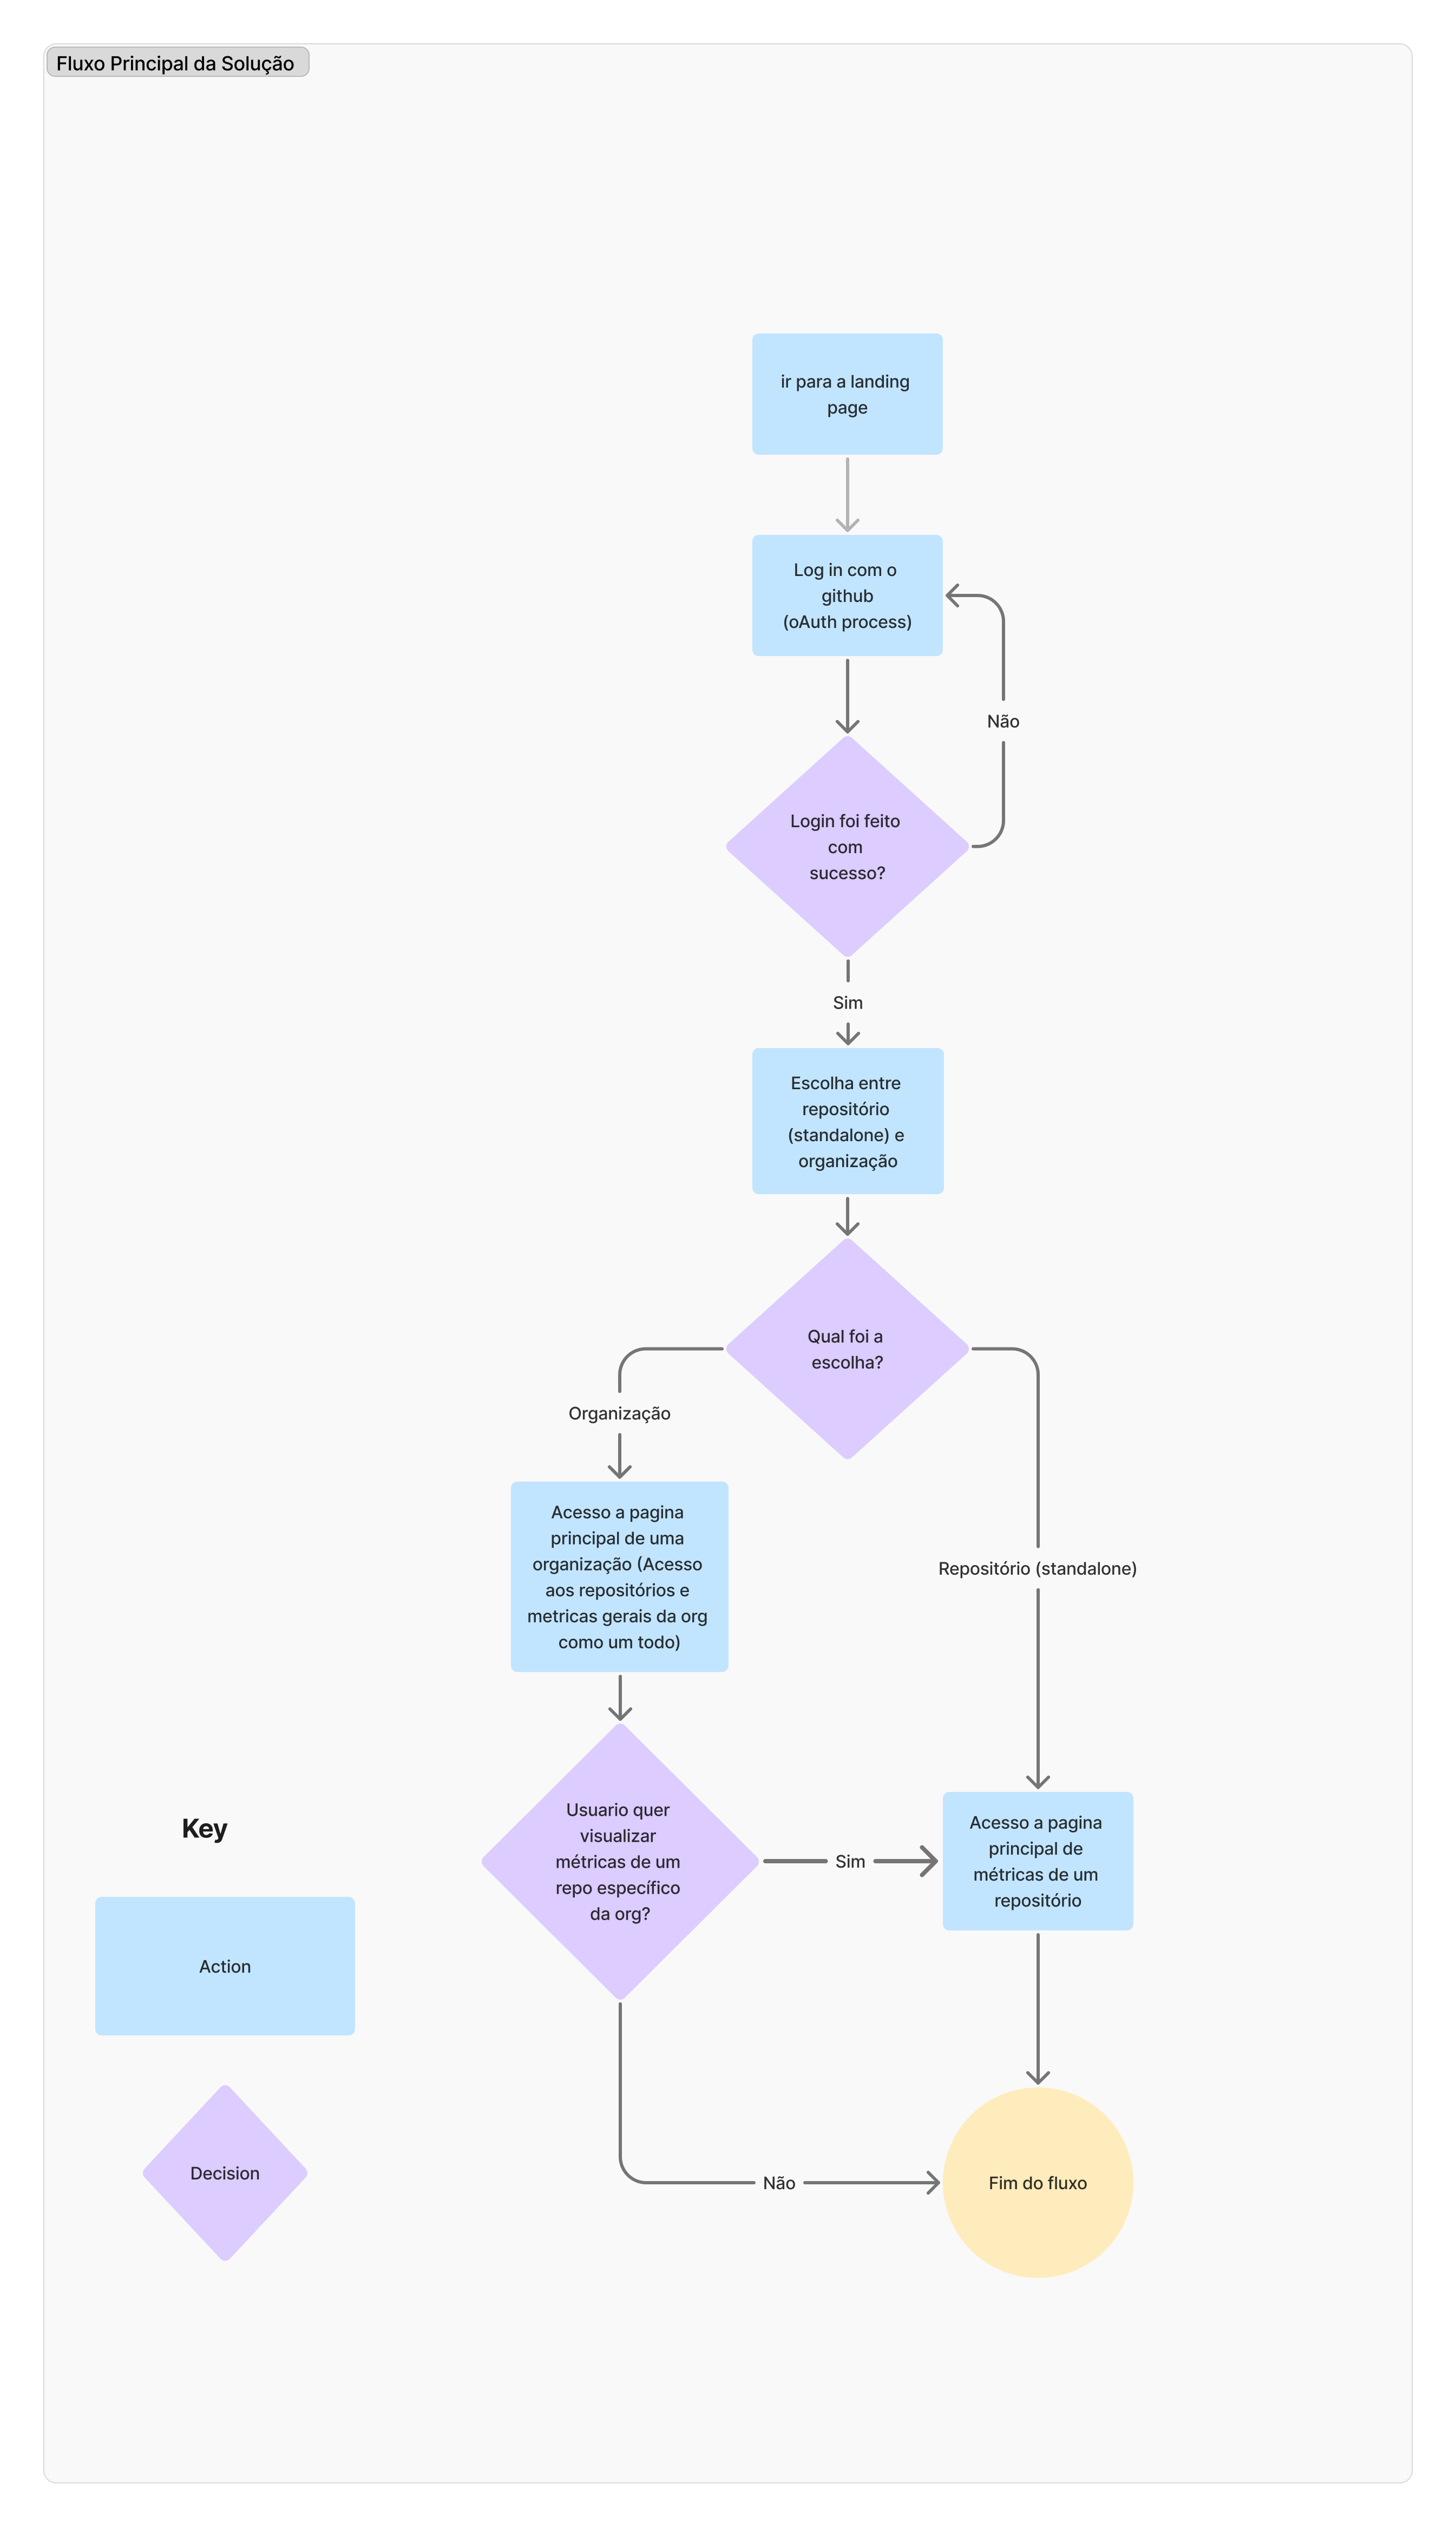 Fluxo Principal da Solução
ir para a landing
page
Log in com o
github
(oAuth process)
Não
Login foi feito
com
sucesso?
Sim
Escolha entre
repositório
(standalone) e
organização
Qual foi a
escolha?
Organização
Acesso a pagina
principal de uma
organização (Acesso
aos repositórios e
metricas gerais da org
como um todo)
Repositório (standalone)
Usuario quer
visualizar
métricas de um
repo específico
da org?
Sim
Acesso a pagina
principal de
métricas de um
repositório
Não
Fim do fluxo
Key
Action
Decision